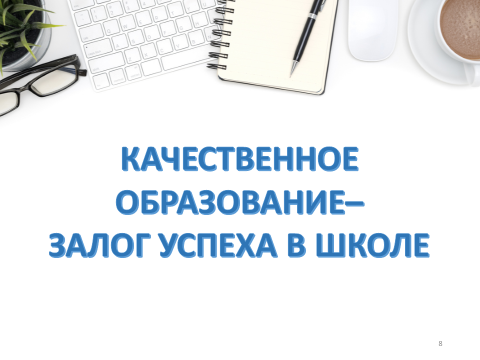 КАЧЕСТВЕННОЕ
ОБРАЗОВАНИЕ–
ЗАЛОГ УСПЕХА В ШКОЛЕ
8